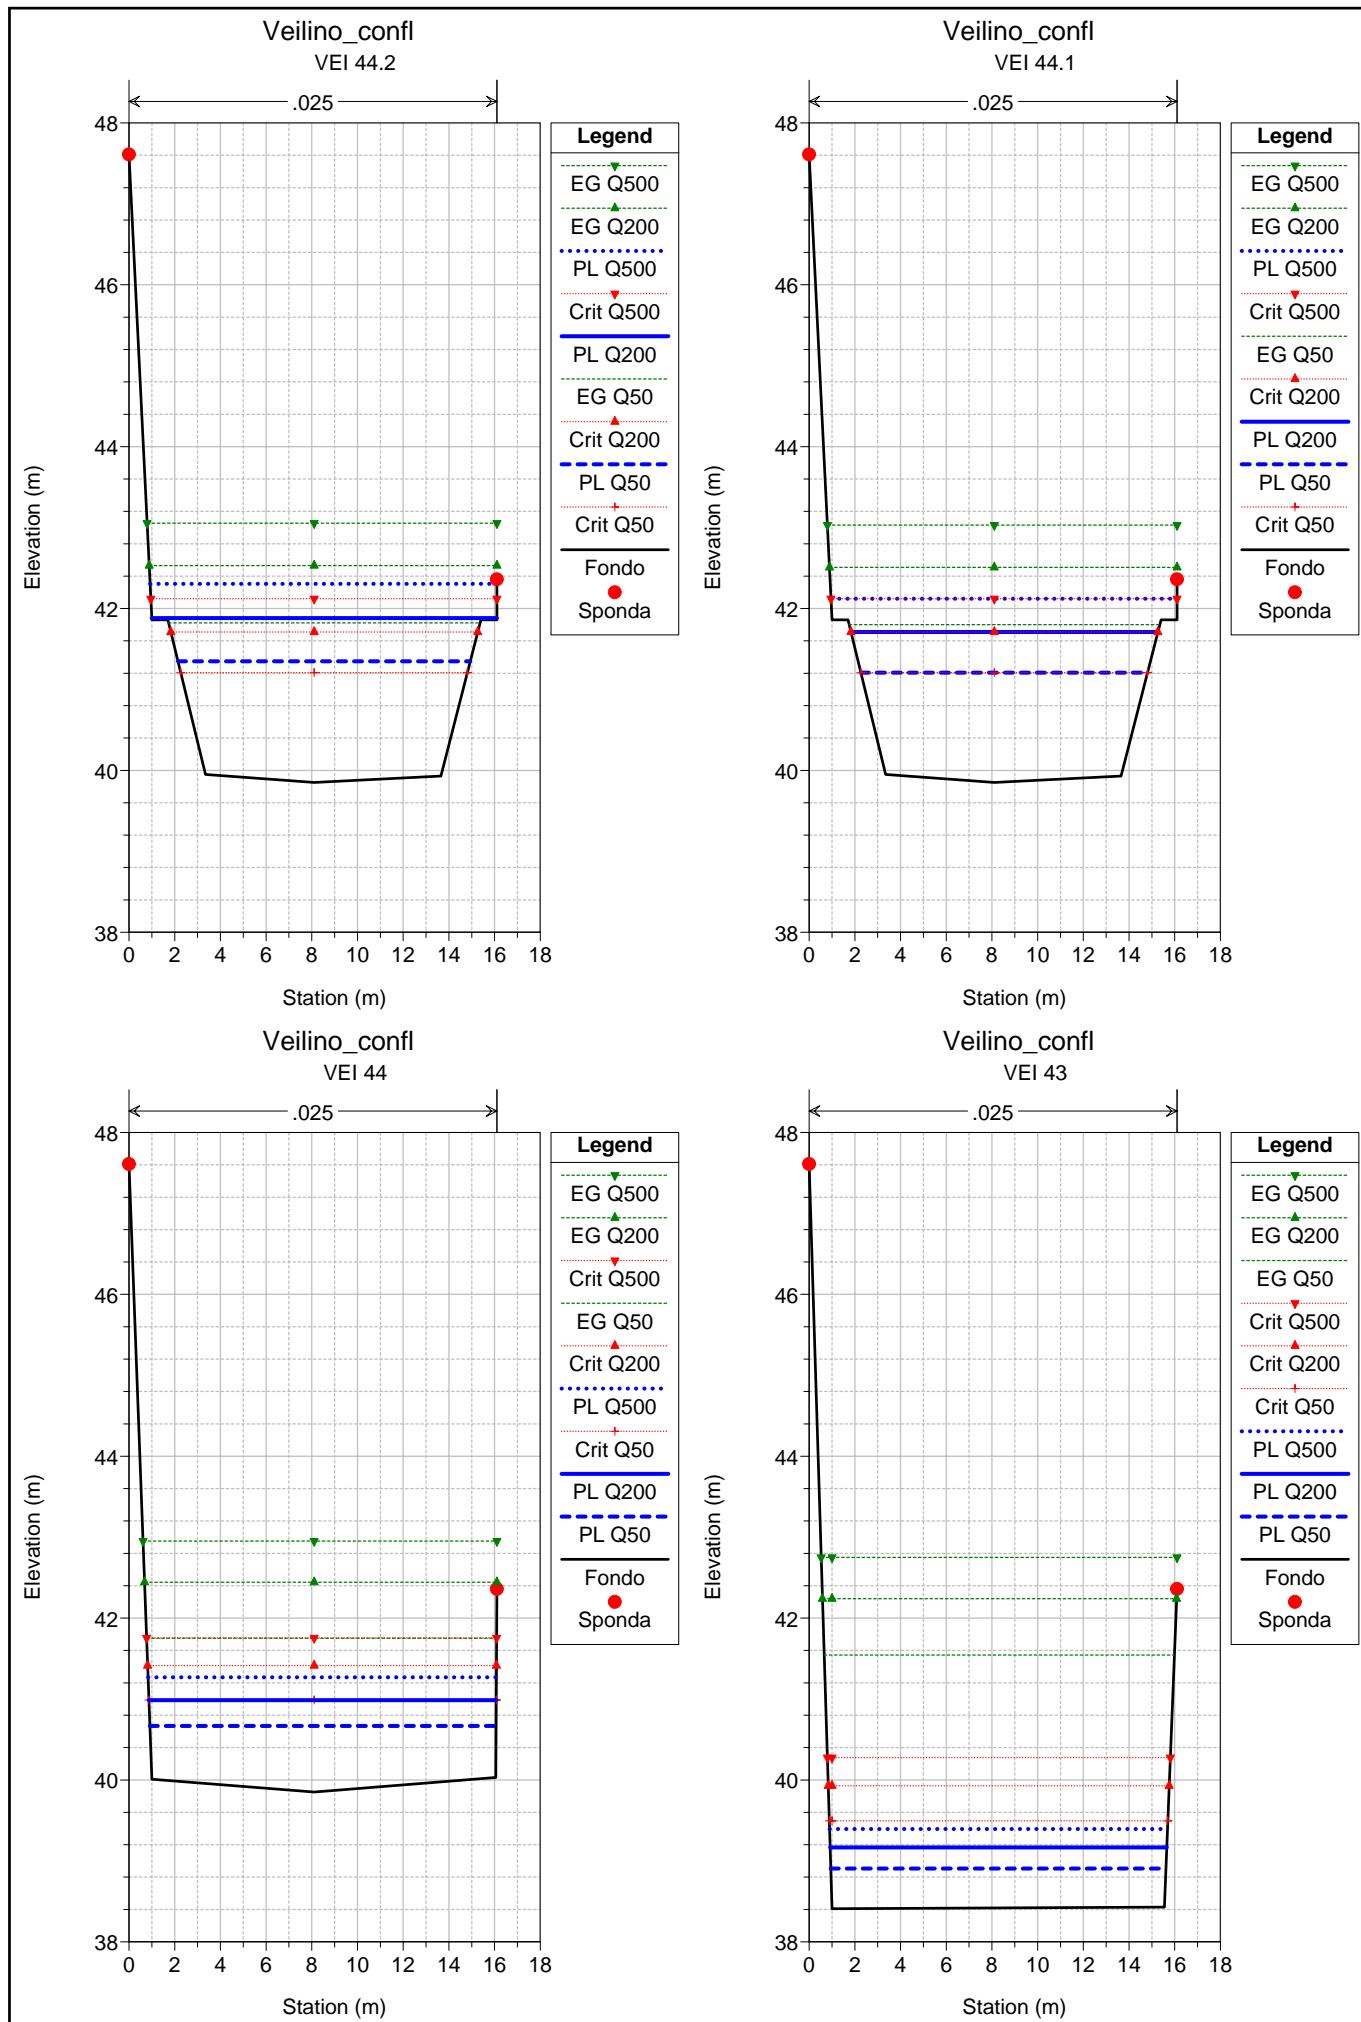 Veilino_confl
VEI 44.2
.025
48
46
44
42
40
38
0 2 4 6 8 10 12 14 16 18
Elevation (m)
Station (m)
Legend
EG Q500
EG Q200
PL Q500
Crit Q500
PL Q200
EG Q50
Crit Q200
PL Q50
Crit Q50
Fondo
Sponda
Veilino_confl
VEI 44.1
.025
48
46
44
42
40
38
0 2 4 6 8 10 12 14 16 18
Elevation (m)
Station (m)
Legend
EG Q500
EG Q200
PL Q500
Crit Q500
EG Q50
Crit Q200
PL Q200
PL Q50
Crit Q50
Fondo
Sponda
Veilino_confl
VEI 44
.025
48
46
44
42
40
38
0 2 4 6 8 10 12 14 16 18
Elevation (m)
Station (m)
Legend
EG Q500
EG Q200
Crit Q500
EG Q50
Crit Q200
PL Q500
Crit Q50
PL Q200
PL Q50
Fondo
Sponda
Veilino_confl
VEI 43
.025
48
46
44
42
40
38
0 2 4 6 8 10 12 14 16 18
Elevation (m)
Station (m)
Legend
EG Q500
EG Q200
EG Q50
Crit Q500
Crit Q200
Crit Q50
PL Q500
PL Q200
PL Q50
Fondo
Sponda